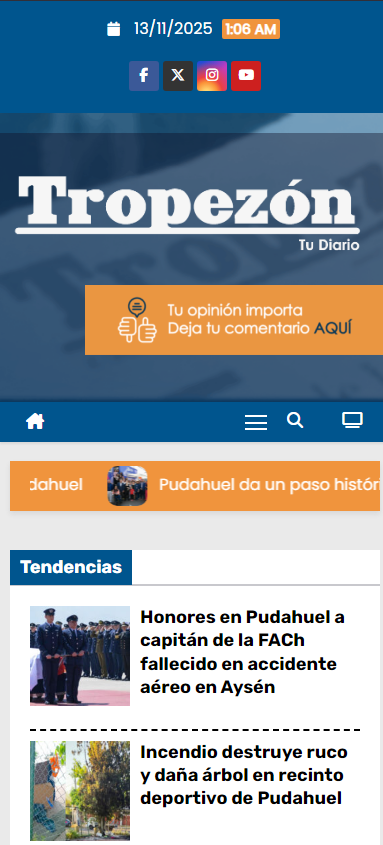 13/11/2025 1:06 AM
Tropezón
Tu Diario
Tu opinión importa
Deja tu comentario AQUÍ
dahuel Pudahuel da un paso históri
Tendencias
Honores en Pudahuel a
capitán de la FACh
fallecido en accidente
aéreo en Aysén
Incendio destruye ruco
y daña árbol en recinto
deportivo de Pudahuel